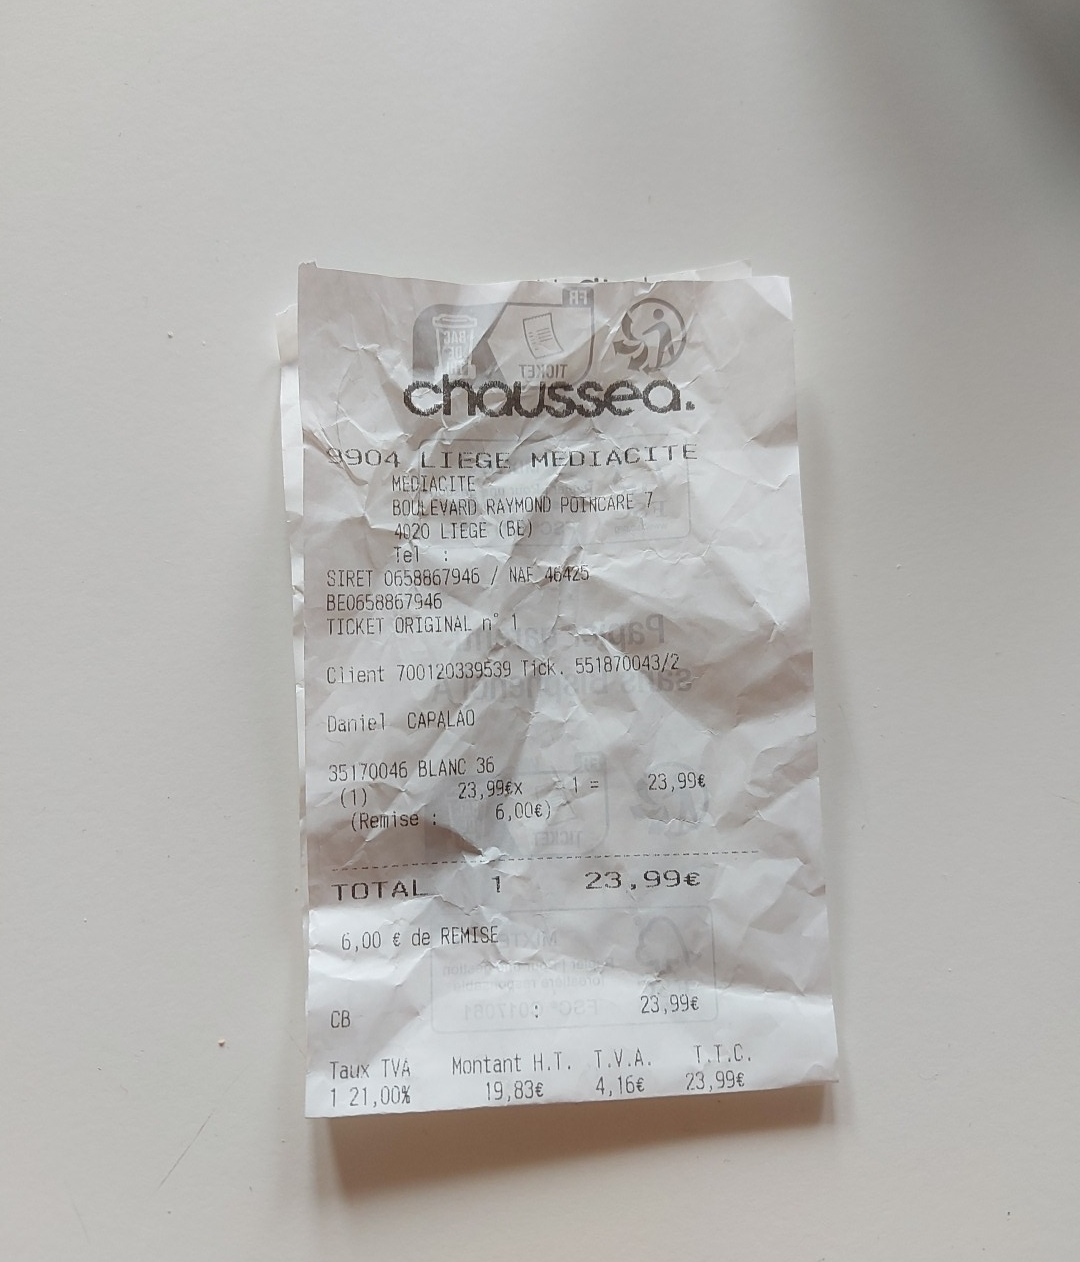 chaussea.
9904 LIEGE MEDIACITE
MEDIACITE
BOULEVARD RAYMOND POINCARE 7
4020 LIEGE (BE)
Tel :
SIRET 0658867946 / NAF 46425
BE0658867946
TICKET ORIGINAL n° 1
Client 700120339539 Tick. 551870043/2
Daniel CAPALAO
35170046 BLANC 36
(1) 23,99€x 1 = 23,99€
(Remise : 6,00€)
TOTAL 1 23,99€
6,00 € de REMISE
CB : 23,99€
Taux TVA Montant H.T. T.V.A. T.T.C.
1 21,00% 19,83€ 4,16€ 23,99€